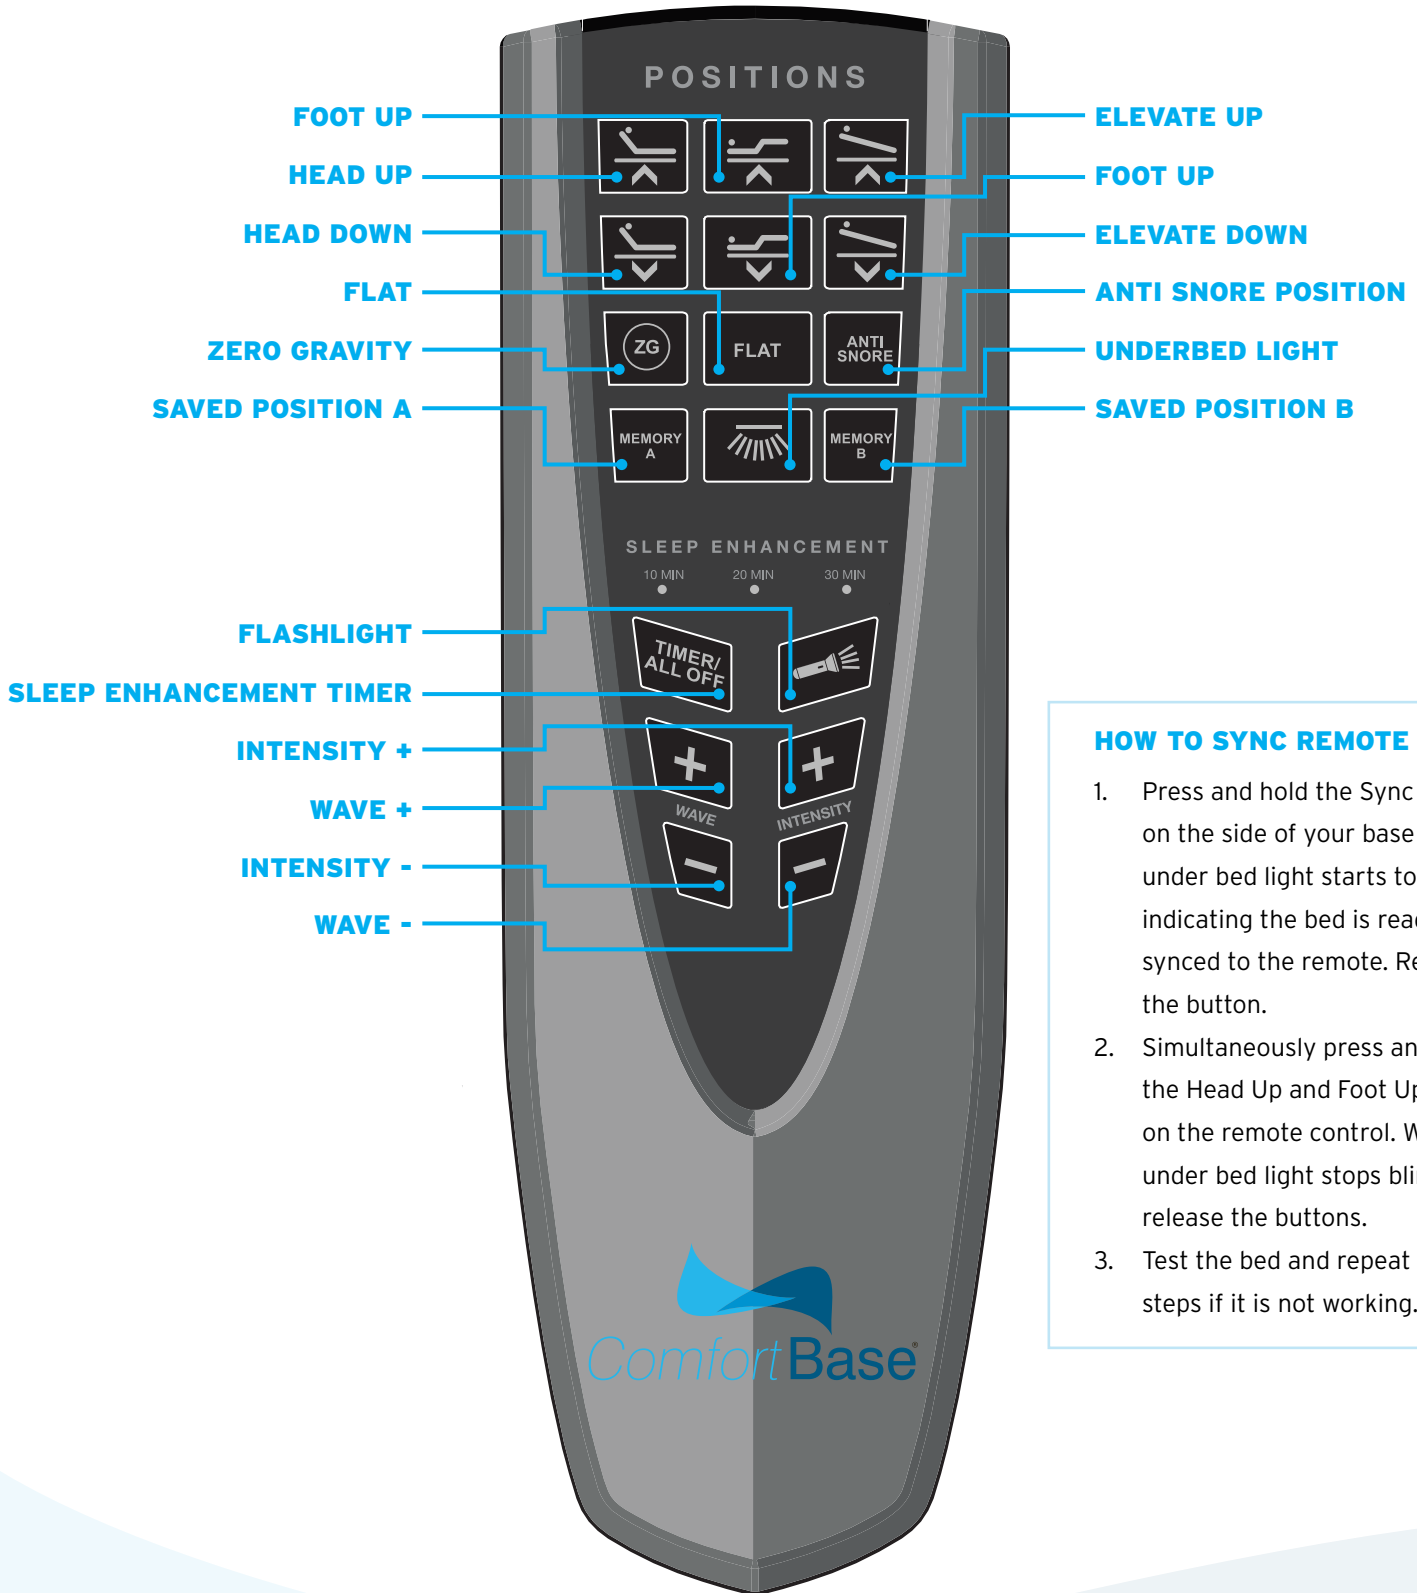 POSITIONS
FOOT UP
HEAD UP
HEAD DOWN
FLAT
ZERO GRAVITY
SAVED POSITION A
ELEVATE UP
FOOT UP
ELEVATE DOWN
ANTI SNORE POSITION
UNDERBED LIGHT
SAVED POSITION B
ZG
FLAT
ANTI
SNORE
MEMORY
A
MEMORY
B
SLEEP ENHANCEMENT
10 MIN 20 MIN 30 MIN
FLASHLIGHT
SLEEP ENHANCEMENT TIMER
INTENSITY +
WAVE +
INTENSITY -
WAVE -
TIMER/
ALL OFF
+ +
WAVE INTENSITY
- -
HOW TO SYNC REMOTE
1. Press and hold the Sync
on the side of your base
under bed light starts to
indicating the bed is
synced to the remote.
the button.
2. Simultaneously press
the Head Up and Foot
on the remote control.
under bed light stops
release the buttons.
3. Test the bed and repeat
steps if it is not working.
ComfortBase®